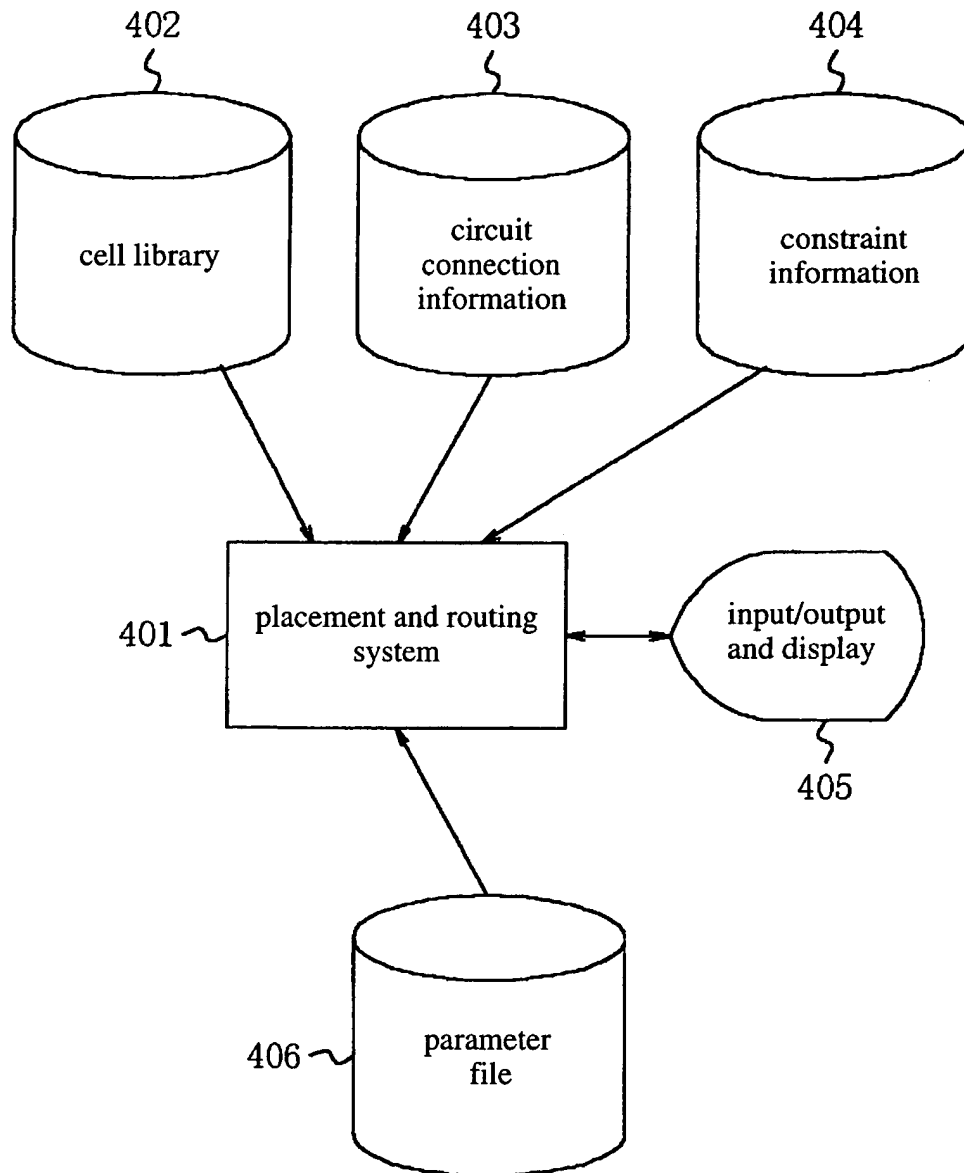 402
403
404
cell library
circuit
connection
information
constraint
information
401
placement and routing
system
input/output
and display
405
406
parameter
file